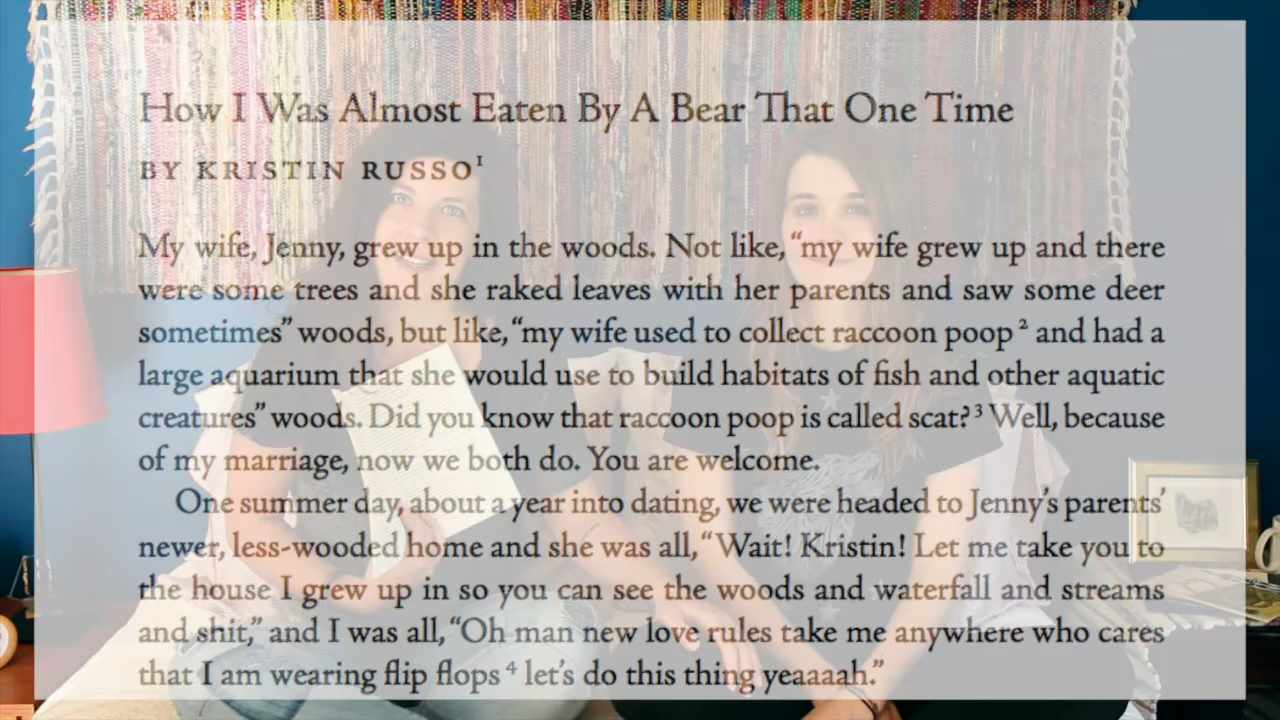 How I Was Almost Eaten By A Bear That One Time
BY KRISTIN RUSSO¹
My wife, Jenny, grew up in the woods. Not like, “my wife grew up and there
were some trees and she raked leaves with her parents and saw some deer
sometimes” woods, but like, “my wife used to collect raccoon poop ² and had a
large aquarium that she would use to build habitats of fish and other aquatic
creatures” woods. Did you know that raccoon poop is called scat? ³ Well, because
of my marriage, now we both do. You are welcome.
One summer day, about a year into dating, we were headed to Jenny’s parents’
newer, less-wooded home and she was all, “Wait! Kristin! Let me take you to
the house I grew up in so you can see the woods and waterfall and streams
and shit,” and I was all, “Oh man new love rules take me anywhere who cares
that I am wearing flip flops ⁴ let’s do this thing yeaaaah.”